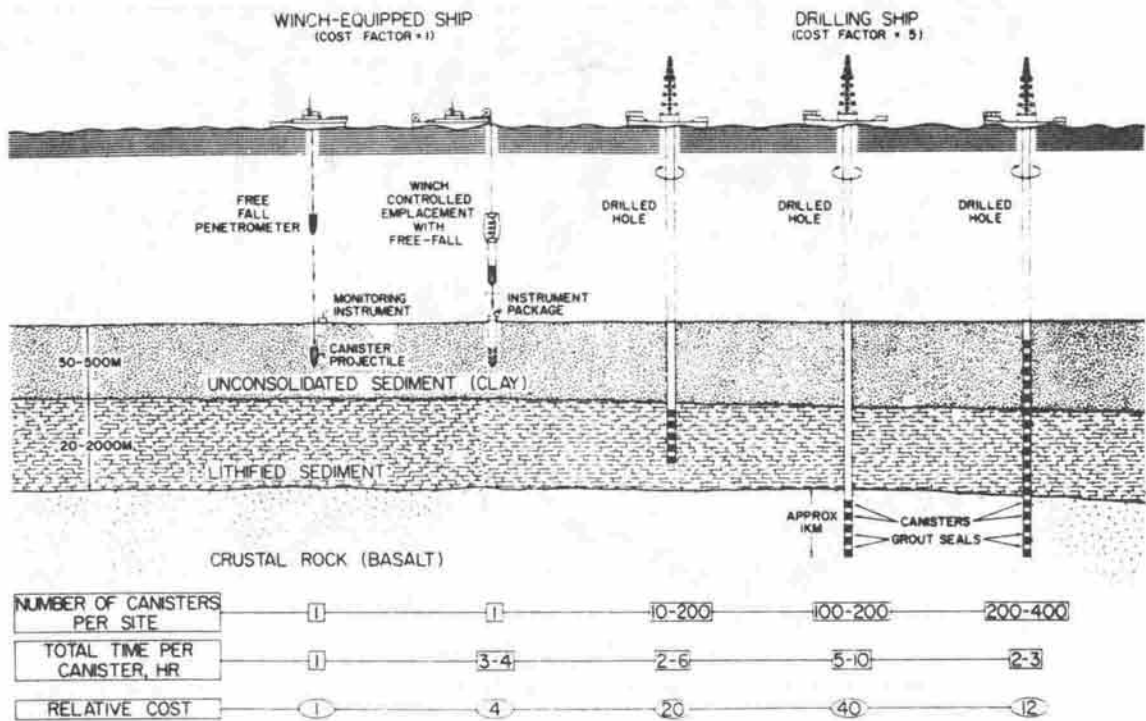 WINCH-EQUIPPED SHIP
(COST FACTOR = 1)
DRILLING SHIP
(COST FACTOR = 5)
FREE
FALL
PENETROMETER
WINCH
CONTROLLED
EMPLACEMENT
WITH
FREE-FALL
DRILLED
HOLE
DRILLED
HOLE
DRILLED
HOLE
MONITORING
INSTRUMENT
INSTRUMENT
PACKAGE
50-500M
CANISTER
PROJECTILE
UNCONSOLIDATED SEDIMENT (CLAY)
20-2000M
LITHIFIED SEDIMENT
APPROX
1KM
CANISTERS
GROUT SEALS
CRUSTAL ROCK (BASALT)
NUMBER OF CANISTERS
PER SITE
1 1 10-200 100-200 200-400
TOTAL TIME PER
CANISTER, HR
1 3-4 2-6 5-10 2-3
RELATIVE COST 1 4 20 40 12